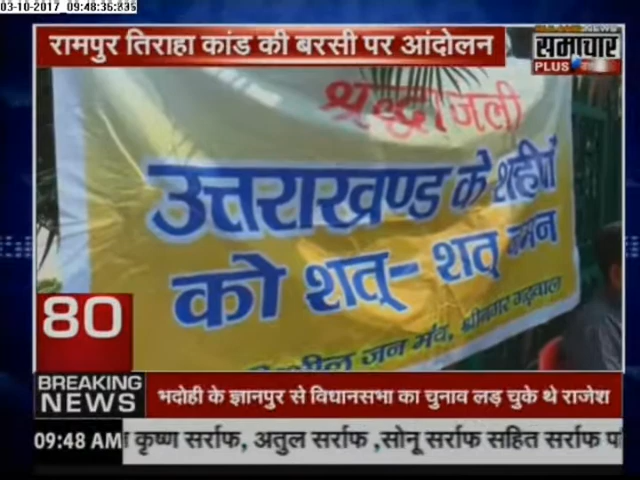 03-10-2017_09:48:36:835
रामपुर तिराहा कांड की बरसी पर आंदोलन
समाचार
PLUS
श्रद्धांजली
उत्तराखण्ड के शहीदों
को शत्- शत् नमन
जन मंच, श्रीनगर गढ़वाल
80
BREAKING
NEWS
भदोही के ज्ञानपुर से विधानसभा का चुनाव लड़ चुके थे राजेश
09:48 AM
कृष्ण सर्राफ, अतुल सर्राफ ,सोनू सर्राफ सहित सर्राफ